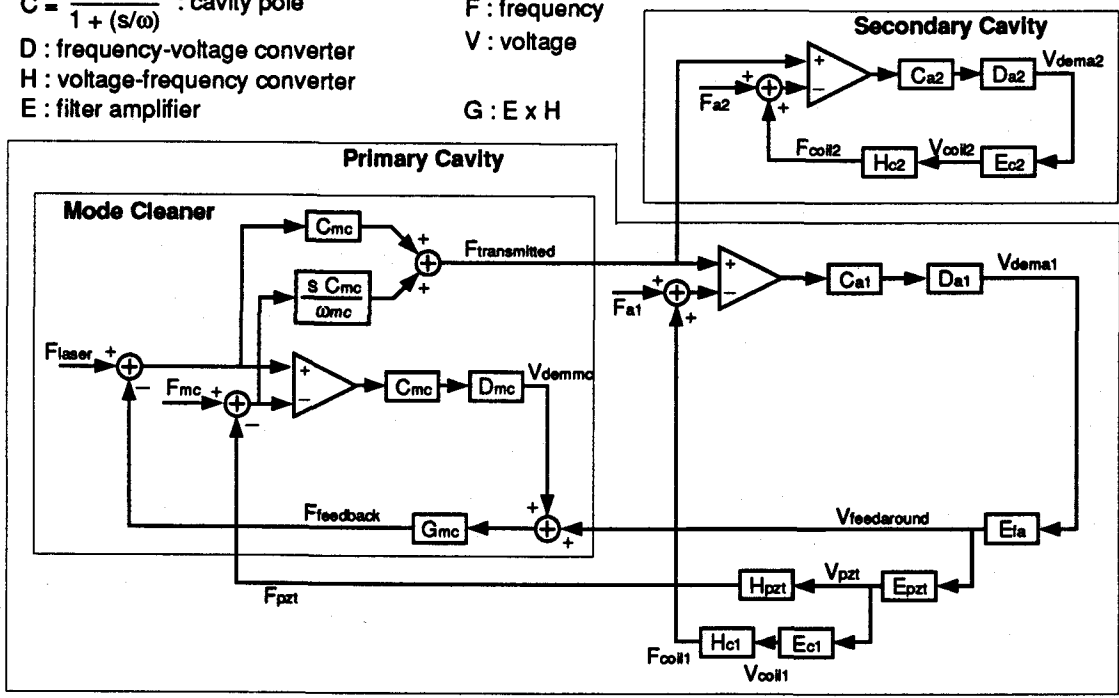 C = 1 + (s/ω) : cavity pole
D : frequency-voltage converter
H : voltage-frequency converter
E : filter amplifier
F : frequency
V : voltage
G : E x H
Secondary Cavity
Fa2
+
+
+
−
Ca2
Da2
Vdema2
Fcoil2
Hc2
Vcoil2
Ec2
Primary Cavity
Mode Cleaner
Cmc
+
s Cmc
ωmc
+
Ftransmitted
Fa1
+
+
+
−
Ca1
Da1
Vdema1
Flaser
+
−
Fmc
+
−
+
−
Cmc
Dmc
Vdemmc
Ffeedback
Gmc
+
+
Vfeedaround
Efa
Fpzt
Hpzt
Vpzt
Epzt
Fcoil1
Hc1
Ec1
Vcoil1